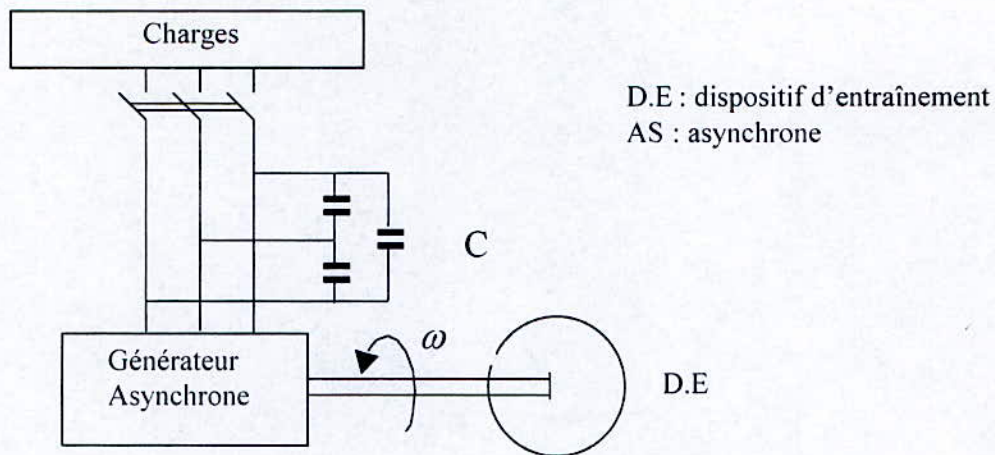 Charges
D.E : dispositif d'entraînement
AS : asynchrone
C
Générateur
Asynchrone
ω
D.E